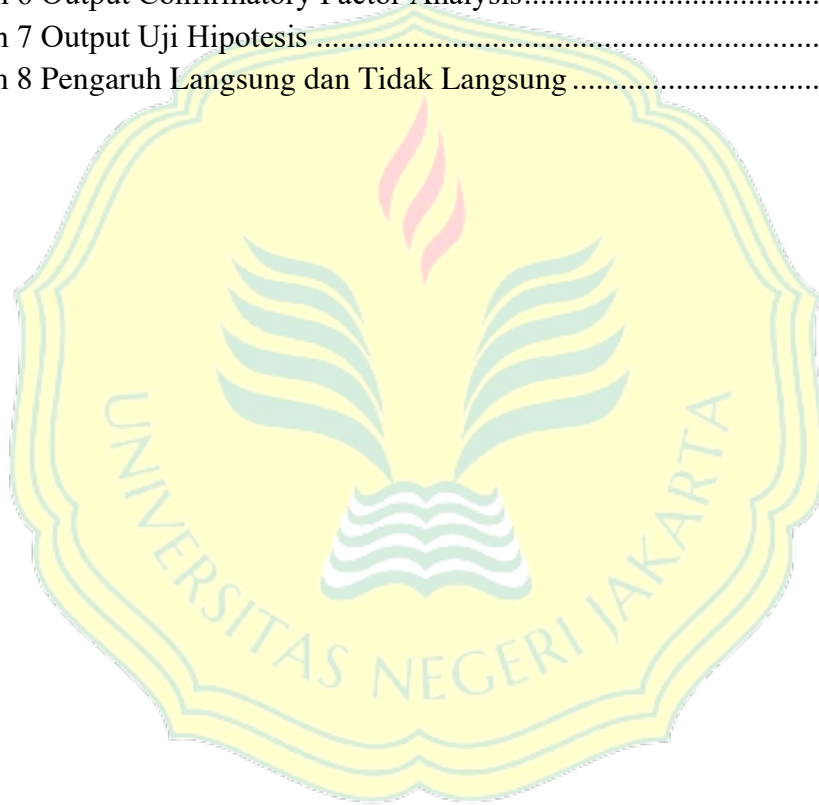 n 6 Output Confirmatory Factor Analysis.....................................
n 7 Output Uji Hipotesis ...............................................................
n 8 Pengaruh Langsung dan Tidak Langsung ...............................
UNIVERSITAS NEGERI JAKARTA